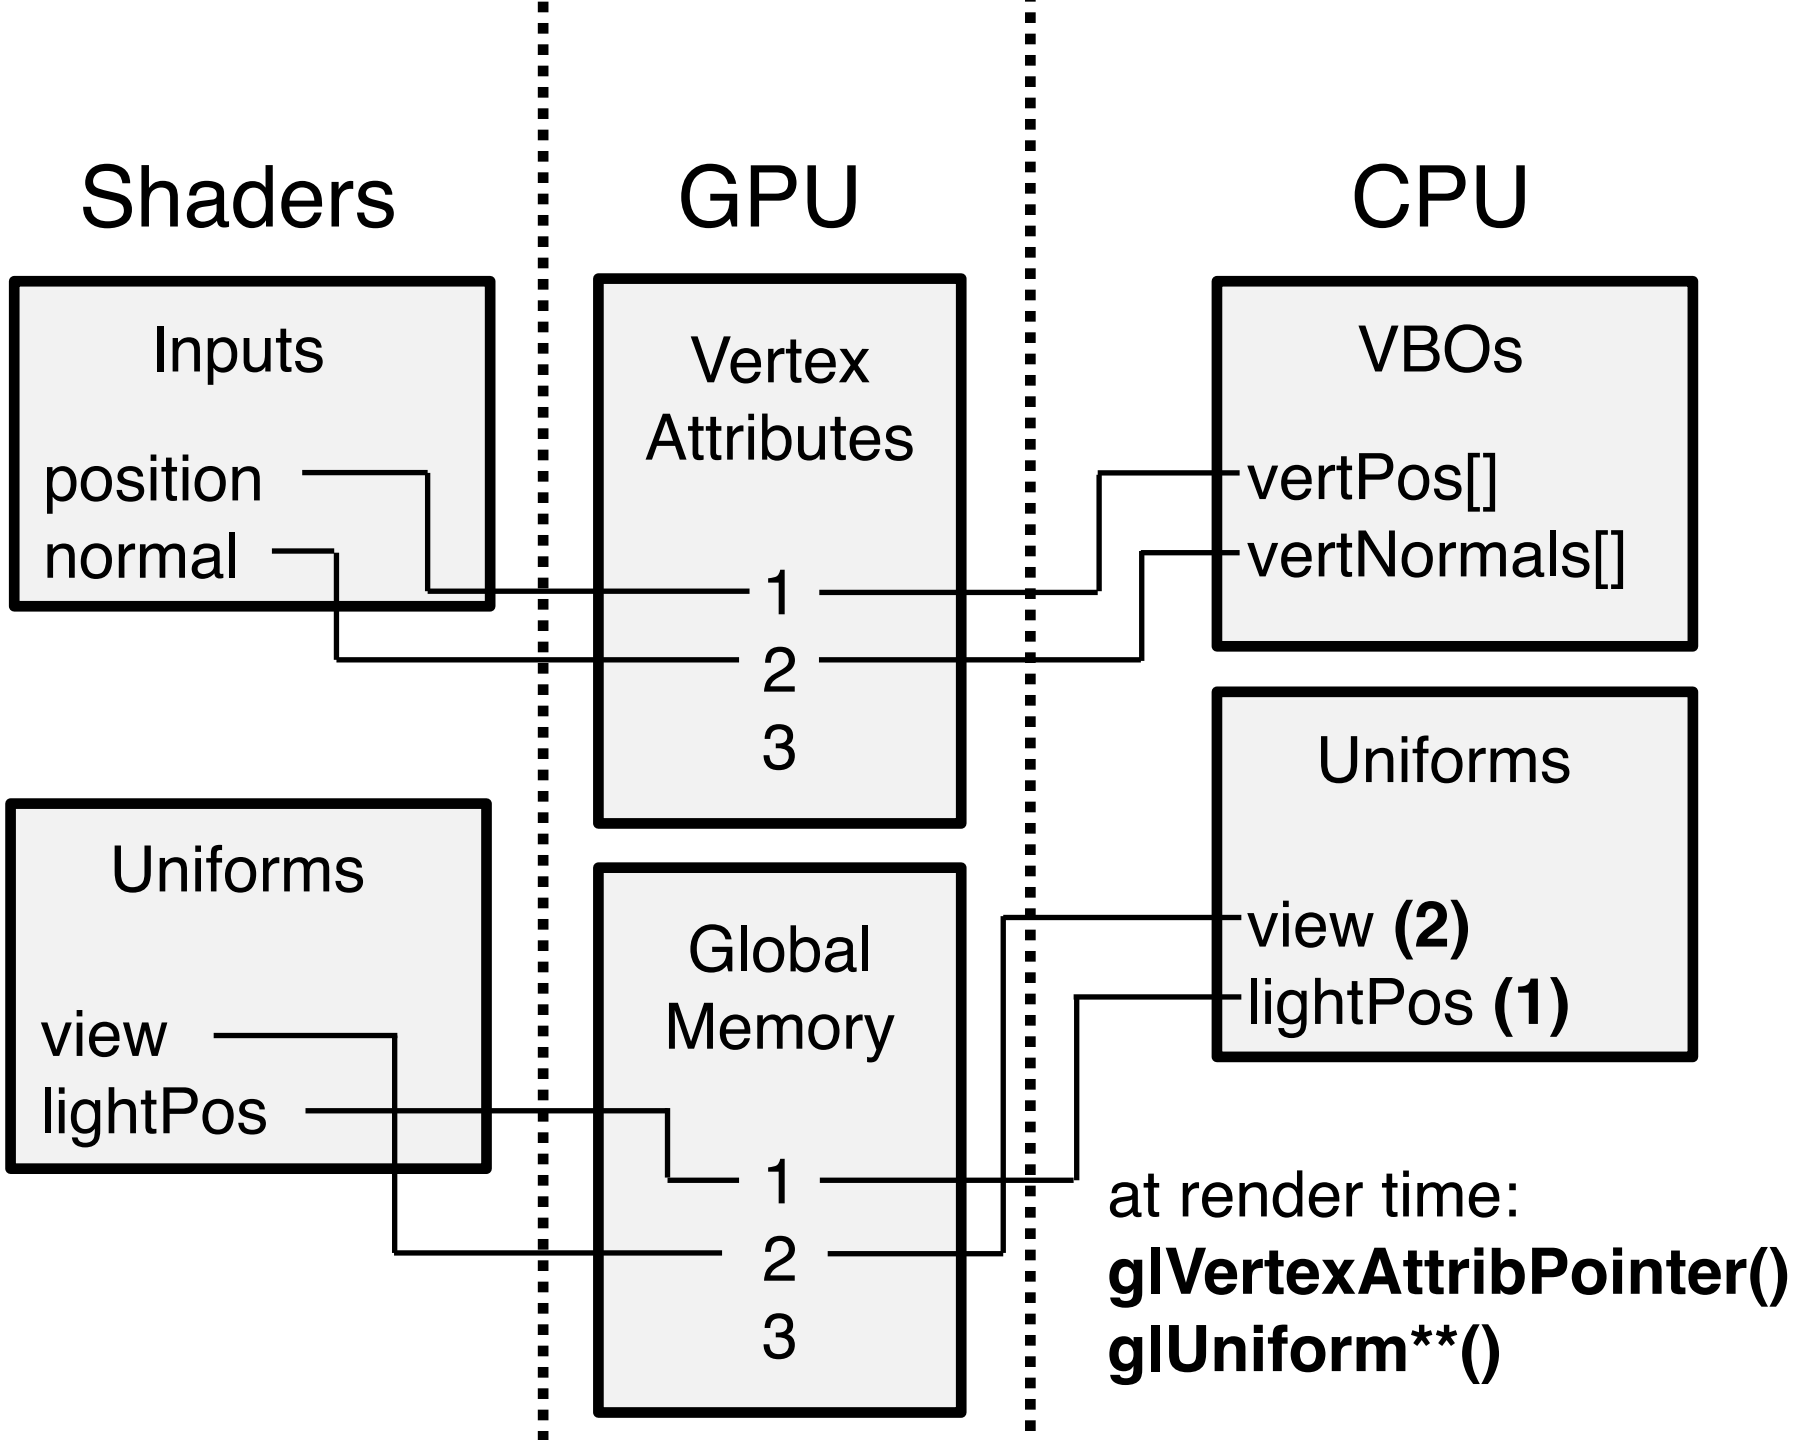 Shaders
Inputs
position
normal
Uniforms
view
lightPos
GPU
Vertex
Attributes
1
2
3
Global
Memory
1
2
3
CPU
VBOs
vertPos[]
vertNormals[]
Uniforms
view (2)
lightPos (1)
at render time:
glVertexAttribPointer()
glUniform**()